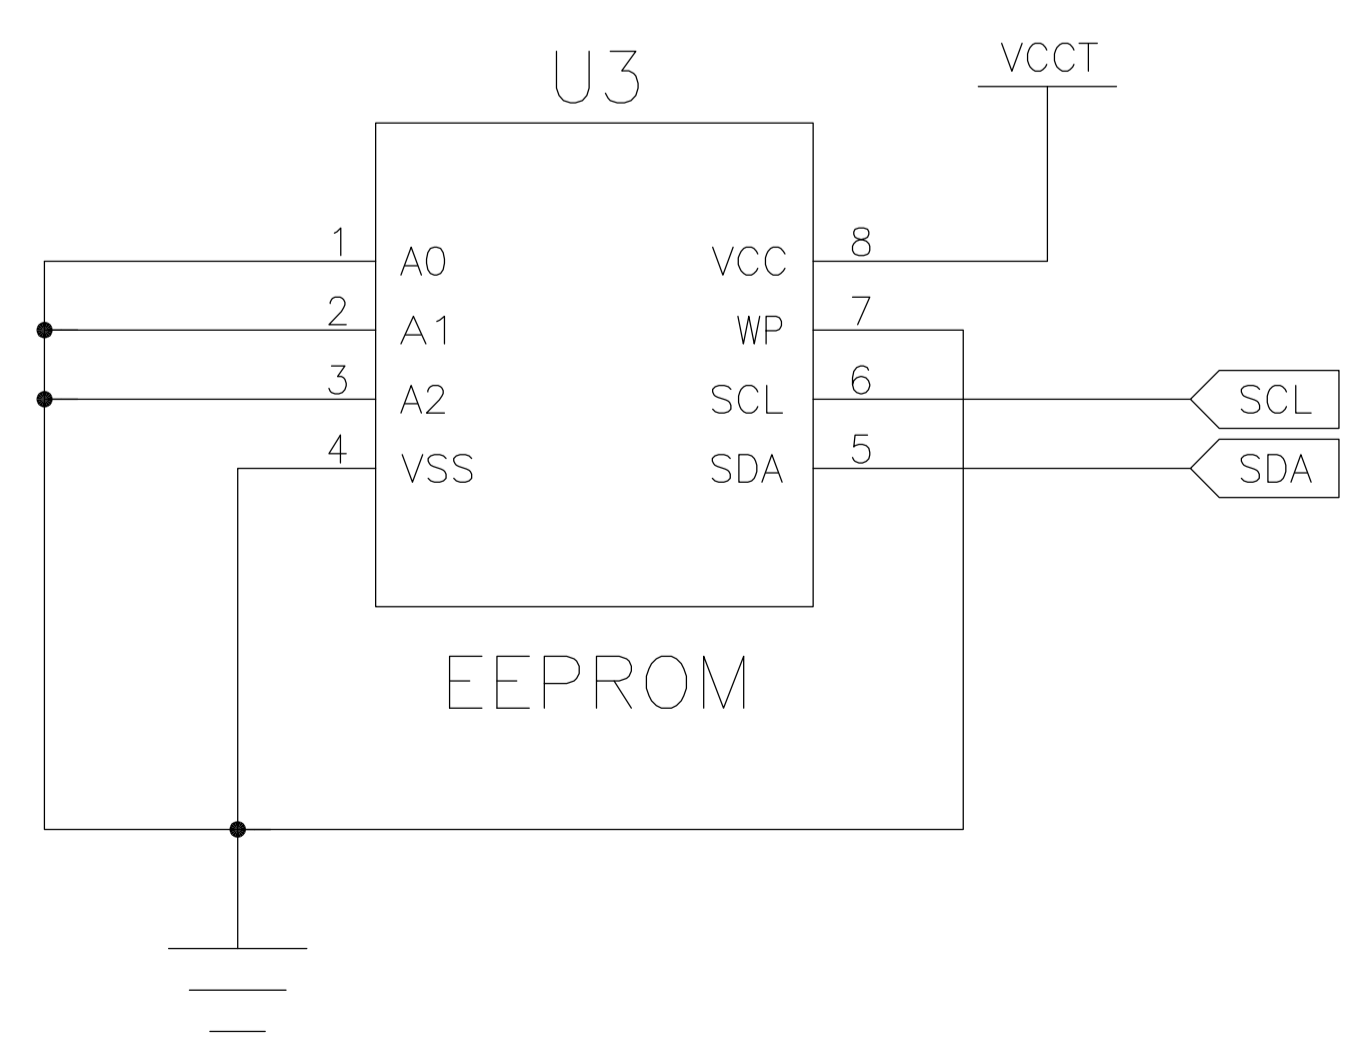 U3
VCCT
1 A0 VCC 8
2 A1 WP 7
3 A2 SCL 6 SCL
4 VSS SDA 5 SDA
EEPROM